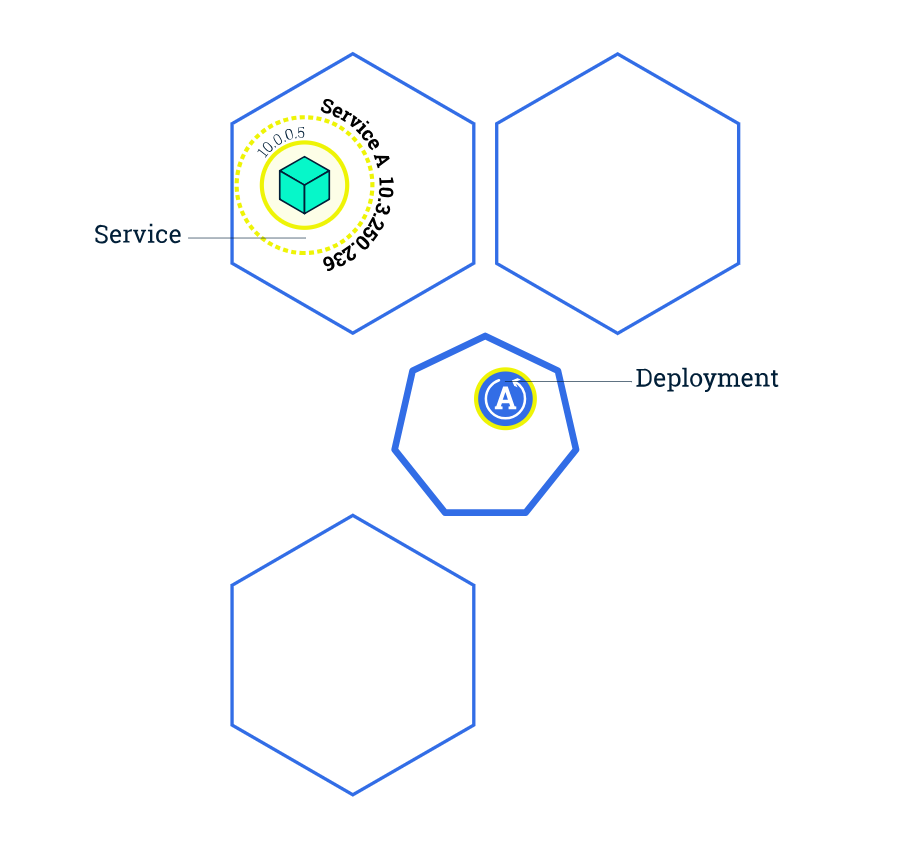 Service A 10.3.250.236
10.0.0.5
Service
Deployment
A